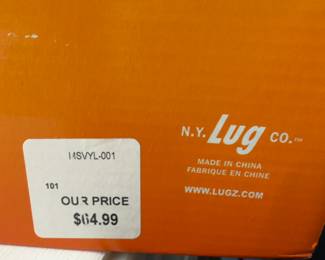 N.Y. Lug CO.™
MADE IN CHINA
FABRIQUE EN CHINE
WWW.LUGZ.COM
MSVYL-001
101
OUR PRICE
$64.99